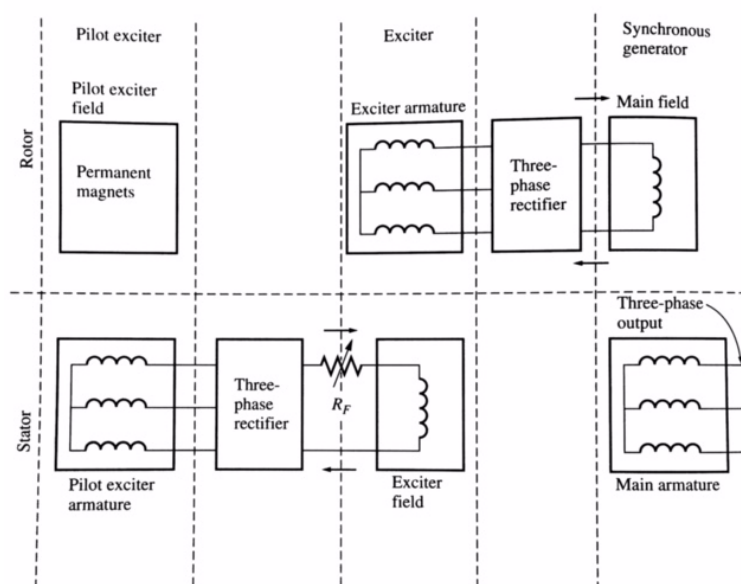 Pilot exciter
Exciter
Synchronous
generator
Pilot exciter
field
Exciter armature
Main field
Rotor
Permanent
magnets
Three-
phase
rectifier
Three-phase
output
Stator
Three-
phase
rectifier
R_F
Pilot exciter
armature
Exciter
field
Main armature